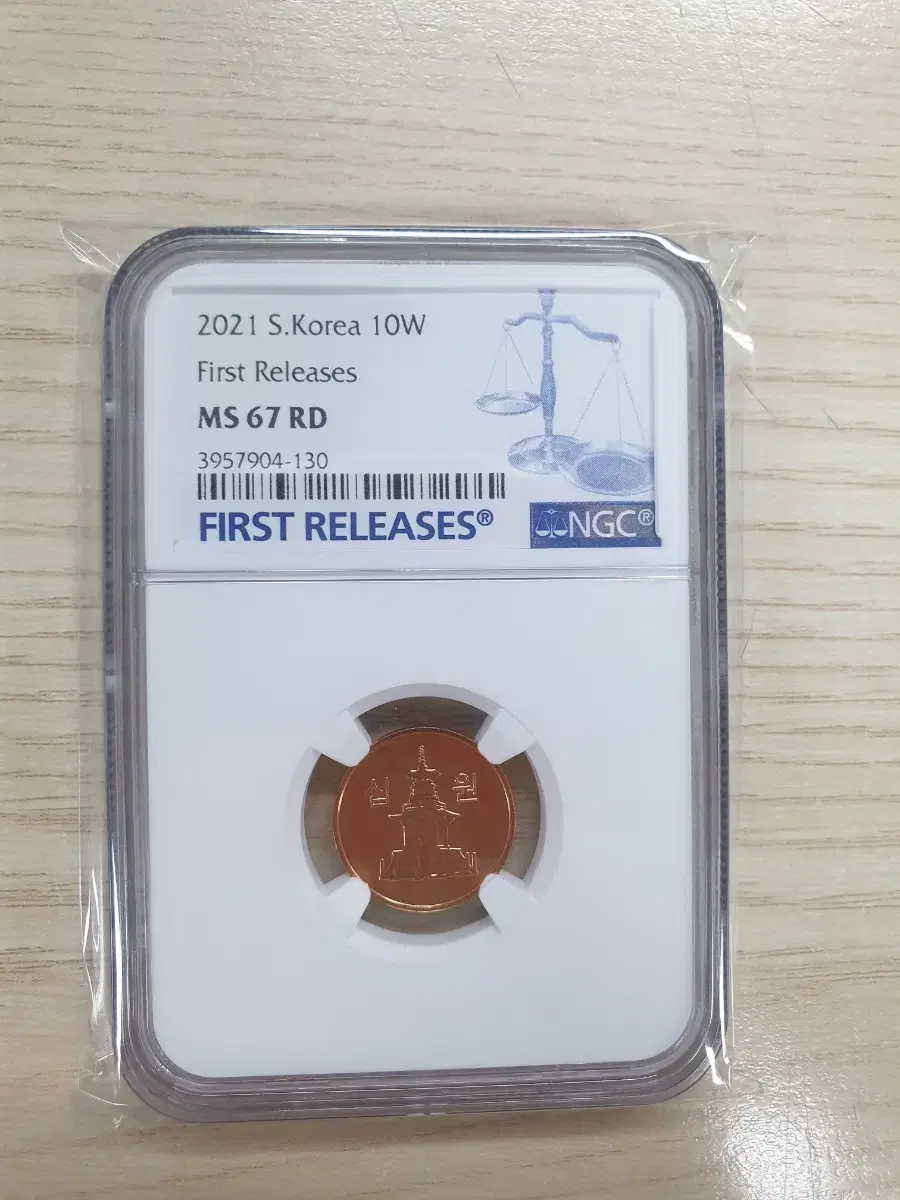 2021 S.Korea 10W
First Releases
MS 67 RD
3957904-130
FIRST RELEASES®
NGC®
십 원